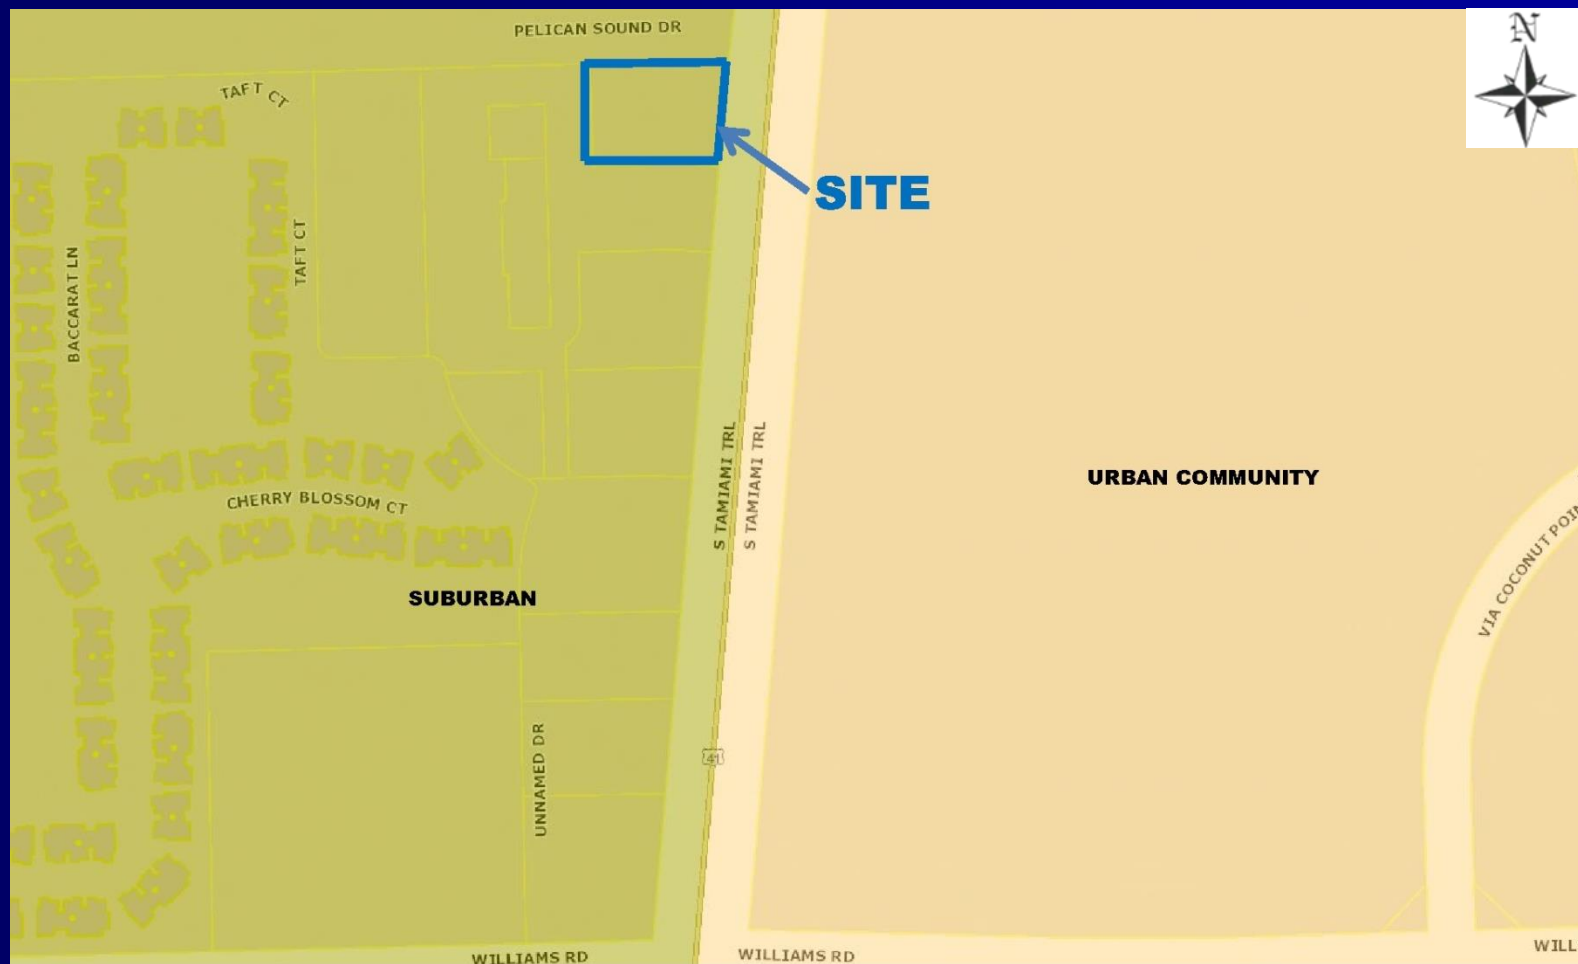 PELICAN SOUND DR
N
TAFT CT
SITE
TAFT CT
BACCARAT LN
S TAMIAMI TRL
S TAMIAMI TRL
URBAN COMMUNITY
CHERRY BLOSSOM CT
VIA COCONUT POIN
SUBURBAN
UNNAMED DR
41
WILLIAMS RD
WILLIAMS RD
WILL